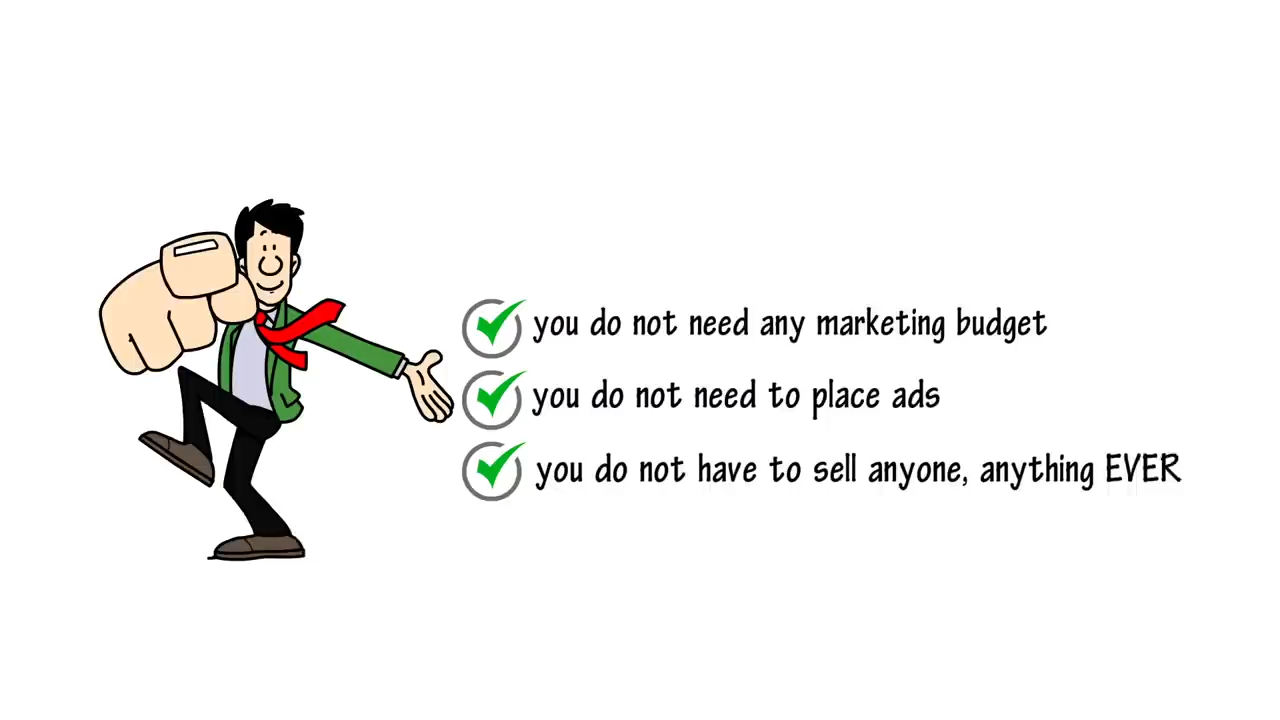 you do not need any marketing budget
you do not need to place ads
you do not have to sell anyone, anything EVER